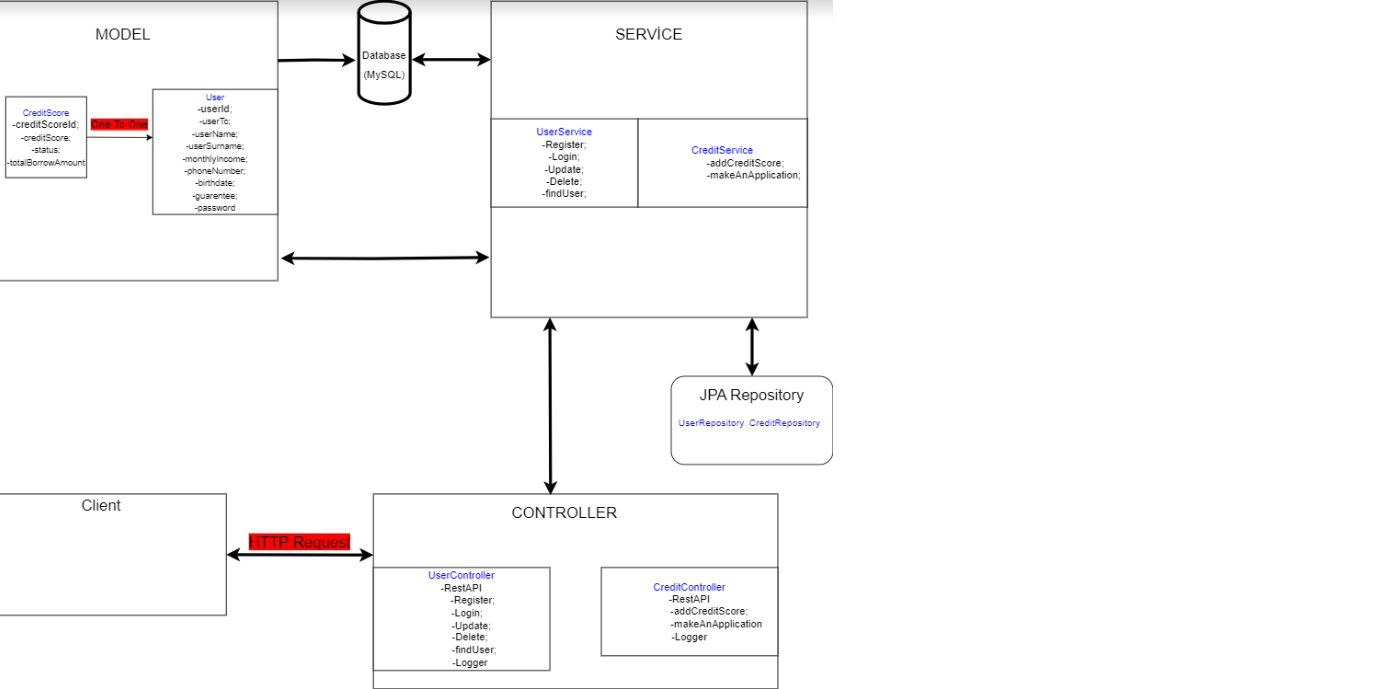 MODEL
CreditScore
-creditScoreId;
-creditScore;
-status;
-totalBorrowAmount
One-To-One
User
-userId;
-userTc;
-userName;
-userSurname;
-monthlyIncome;
-phoneNumber;
-birthdate;
-guarentee;
-password
Database
(MySQL)
SERVİCE
UserService
-Register;
-Login;
-Update;
-Delete;
-findUser;
CreditService
-addCreditScore;
-makeAnApplication;
JPA Repository
UserRepository CreditRepository
Client
HTTP Request
CONTROLLER
UserController
-RestAPI
-Register;
-Login;
-Update;
-Delete;
-findUser;
-Logger
CreditController
-RestAPI
-addCreditScore;
-makeAnApplication
-Logger